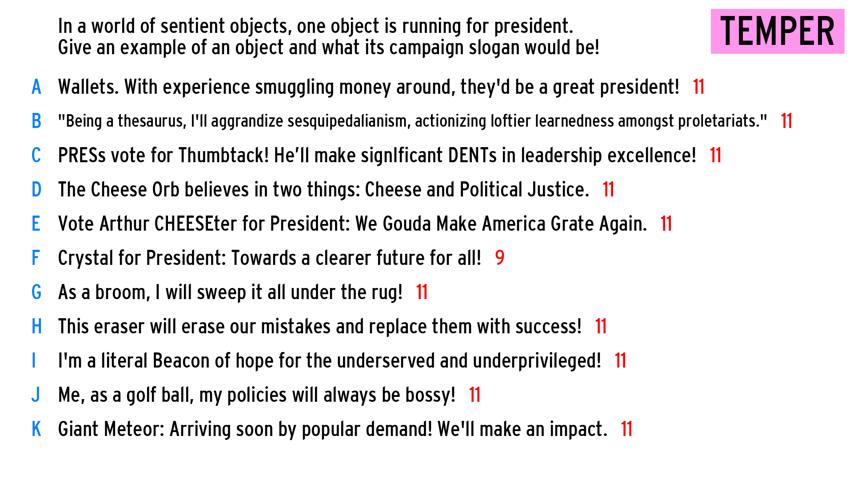 In a world of sentient objects, one object is running for president.
Give an example of an object and what its campaign slogan would be!
TEMPER
A Wallets. With experience smuggling money around, they'd be a great president! 11
B "Being a thesaurus, I'll aggrandize sesquipedalianism, actionizing loftier learnedness amongst proletariats." 11
C PRESs vote for Thumbtack! He’ll make signIficant DENTs in leadership excellence! 11
D The Cheese Orb believes in two things: Cheese and Political Justice. 11
E Vote Arthur CHEESEter for President: We Gouda Make America Grate Again. 11
F Crystal for President: Towards a clearer future for all! 9
G As a broom, I will sweep it all under the rug! 11
H This eraser will erase our mistakes and replace them with success! 11
I I'm a literal Beacon of hope for the underserved and underprivileged! 11
J Me, as a golf ball, my policies will always be bossy! 11
K Giant Meteor: Arriving soon by popular demand! We'll make an impact. 11